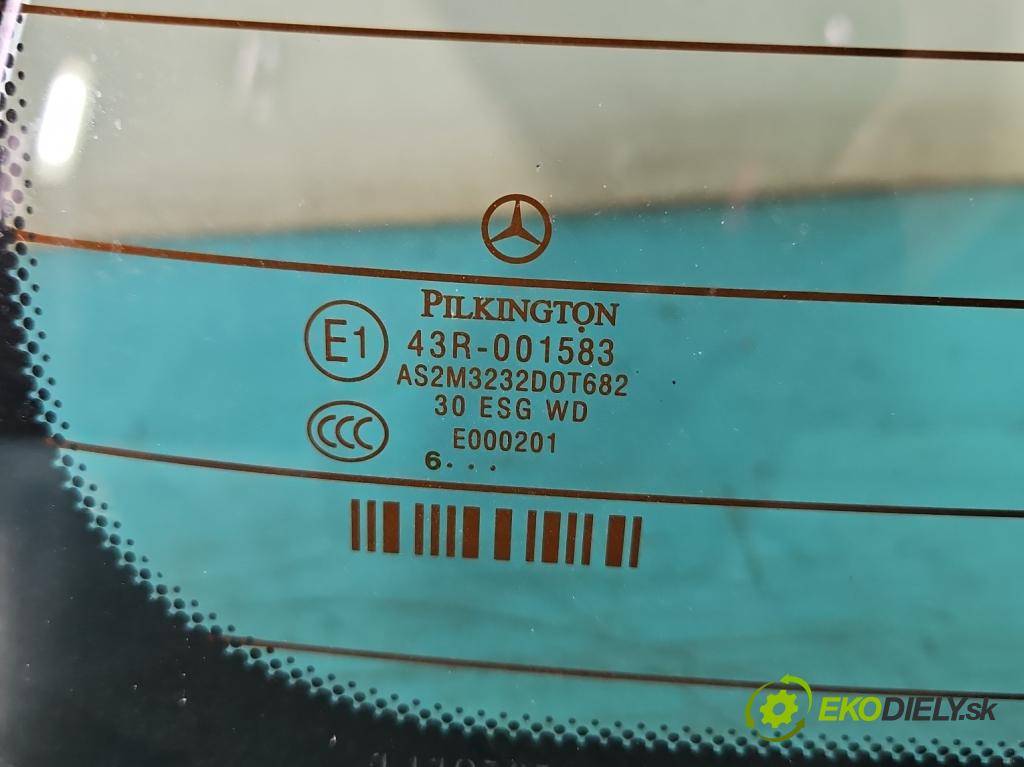 PILKINGTON
E1
43R-001583
AS2M3232DOT682
30 ESG WD
CCC
E000201
6...
EKODIELY.sk